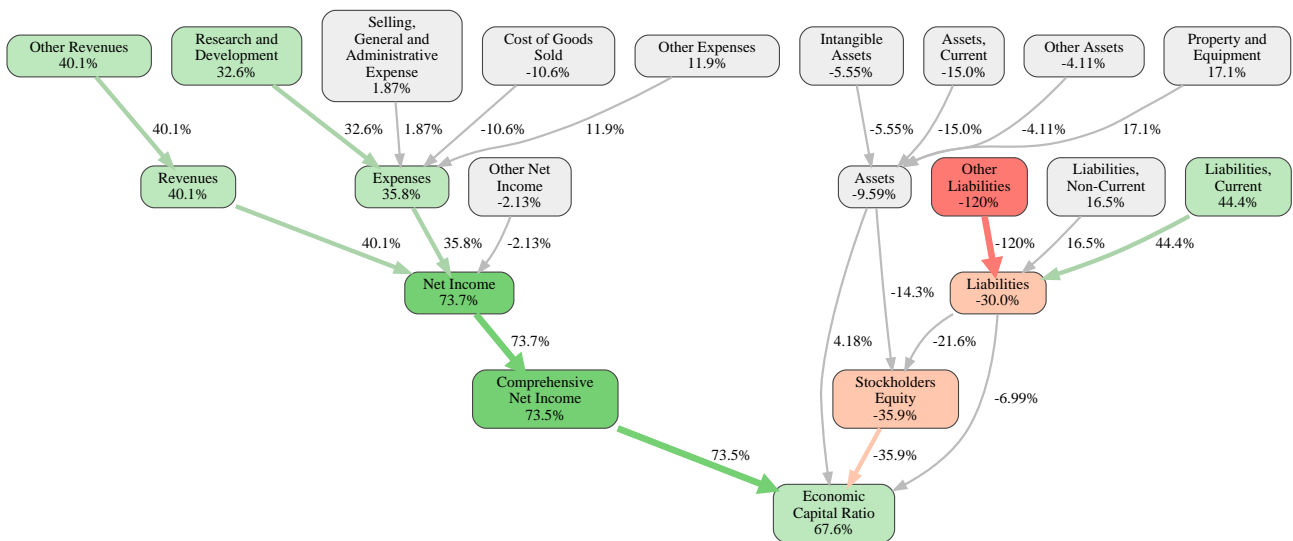 Other Revenues
40.1%
Research and
Development
32.6%
Selling,
General and
Administrative
Expense
1.87%
Cost of Goods
Sold
-10.6%
Other Expenses
11.9%
Intangible
Assets
-5.55%
Assets,
Current
-15.0%
Other Assets
-4.11%
Property and
Equipment
17.1%
40.1%
32.6%
1.87%
-10.6%
11.9%
-5.55%
-15.0%
-4.11%
17.1%
Revenues
40.1%
Expenses
35.8%
Other Net
Income
-2.13%
Assets
-9.59%
Other
Liabilities
-120%
Liabilities,
Non-Current
16.5%
Liabilities,
Current
44.4%
40.1%
35.8%
-2.13%
-120%
16.5%
44.4%
Net Income
73.7%
-14.3%
Liabilities
-30.0%
73.7%
4.18%
-21.6%
Comprehensive
Net Income
73.5%
Stockholders
Equity
-35.9%
-6.99%
73.5%
-35.9%
Economic
Capital Ratio
67.6%